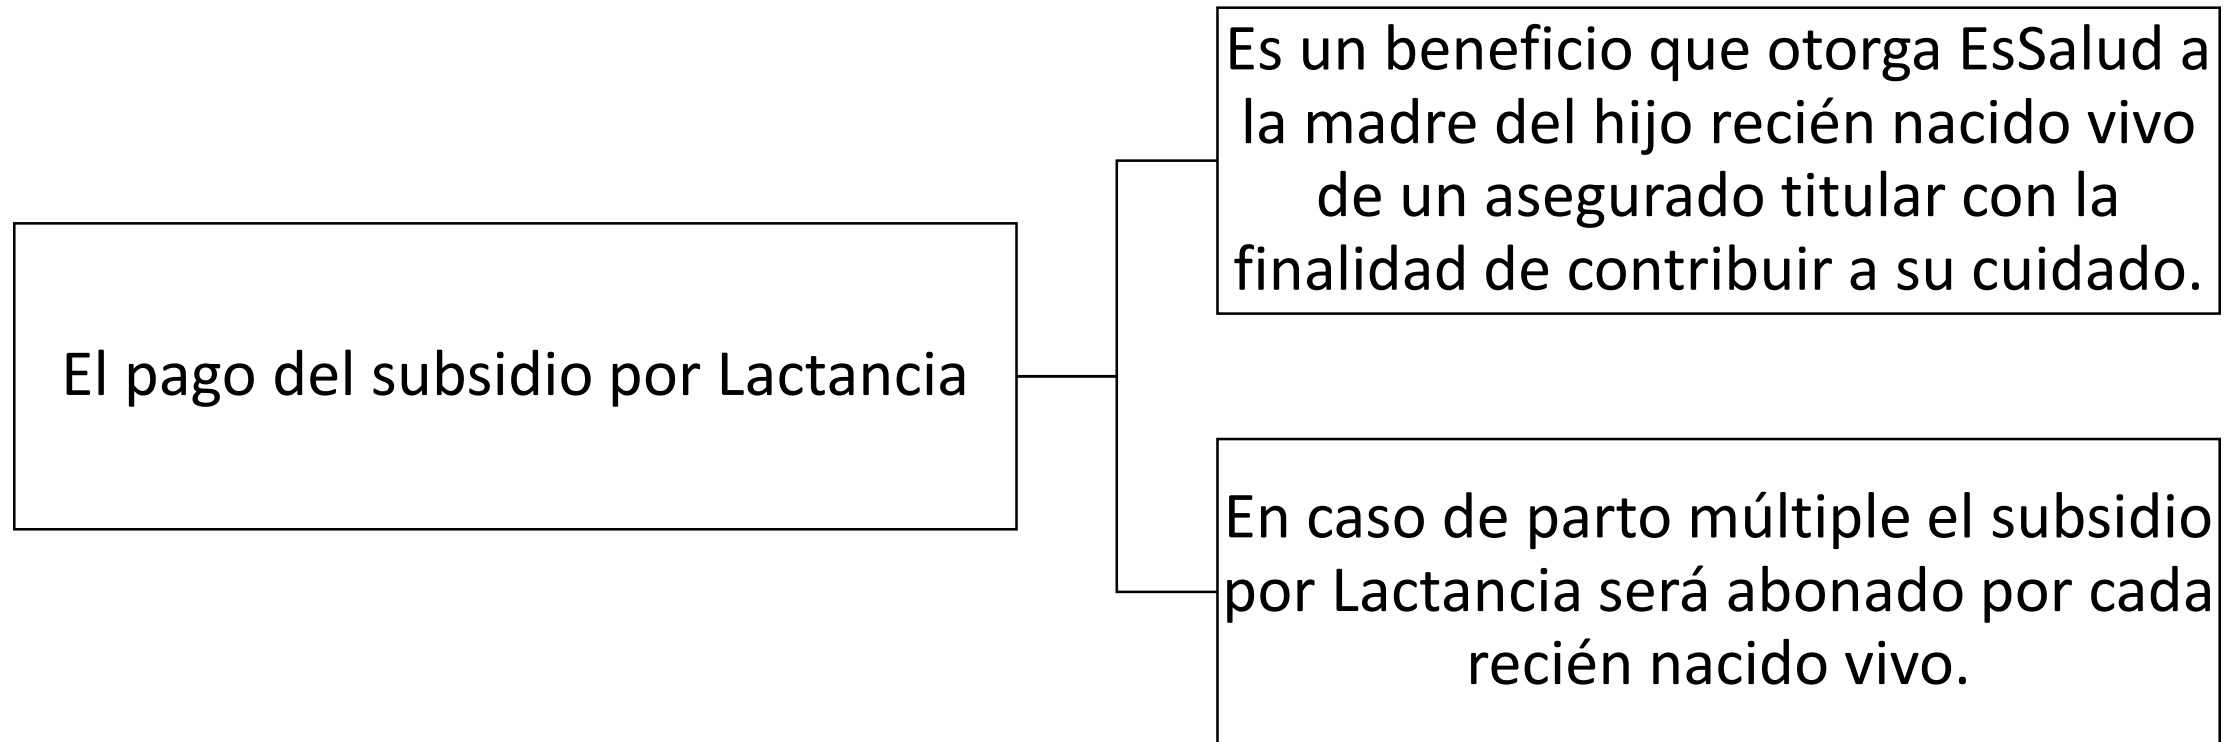 El pago del subsidio por Lactancia
Es un beneficio que otorga EsSalud a
la madre del hijo recién nacido vivo
de un asegurado titular con la
finalidad de contribuir a su cuidado.
En caso de parto múltiple el subsidio
por Lactancia será abonado por cada
recién nacido vivo.